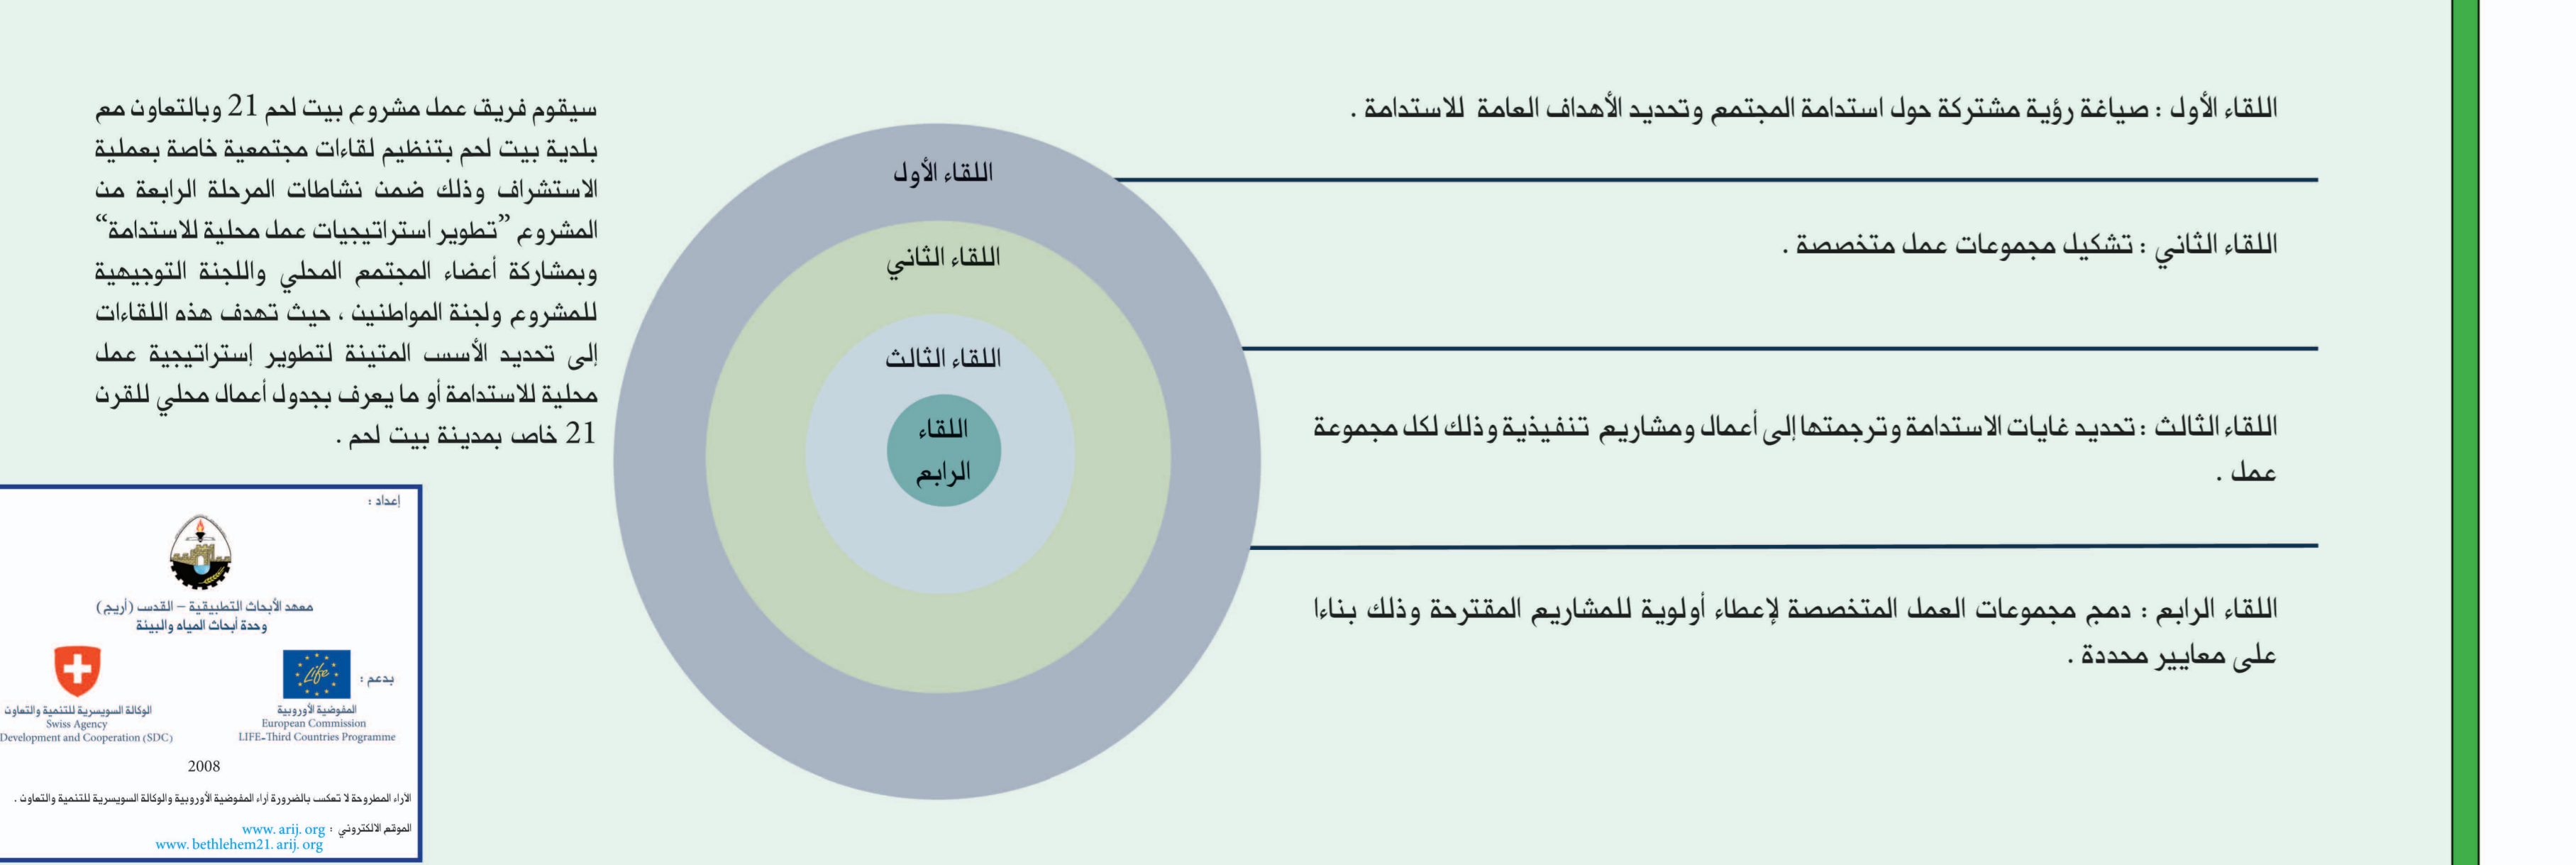 اللقاء الأول : صياغة رؤية مشتركة حول استدامة المجتمع وتحديد الأهداف العامة للاستدامة .
اللقاء الثاني : تشكيل مجموعات عمل متخصصة .
اللقاء الثالث : تحديد غايات الاستدامة وترجمتها إلى أعمال ومشاريع تنفيذية وذلك لكل مجموعة
عمل .
اللقاء الرابع : دمج مجموعات العمل المتخصصة لإعطاء أولوية للمشاريع المقترحة وذلك بناءا
على معايير محددة .
اللقاء الأول
اللقاء الثاني
اللقاء الثالث
اللقاء
الرابع
سيقوم فريق عمل مشروع بيت لحم 21 وبالتعاون مع
بلدية بيت لحم بتنظيم لقاءات مجتمعية خاصة بعملية
الاستشراف وذلك ضمن نشاطات المرحلة الرابعة من
المشروع ”تطوير استراتيجيات عمل محلية للاستدامة“
وبمشاركة أعضاء المجتمع المحلي واللجنة التوجيهية
للمشروع ولجنة المواطنين ، حيث تهدف هذه اللقاءات
إلى تحديد الأسس المتينة لتطوير إستراتيجية عمل
محلية للاستدامة أو ما يعرف بجدول أعمال محلي للقرن
21 خاص بمدينة بيت لحم .
إعداد :
معهد الأبحاث التطبيقية – القدس (أريج)
وحدة أبحاث المياه والبيئة
بدعم :
Life
المفوضية الأوروبية
European Commission
LIFE-Third Countries Programme
الوكالة السويسرية للتنمية والتعاون
Swiss Agency
Development and Cooperation (SDC)
2008
الآراء المطروحة لا تعكس بالضرورة آراء المفوضية الأوروبية والوكالة السويسرية للتنمية والتعاون .
الموقع الالكتروني : www. arij. org
www. bethlehem21. arij. org